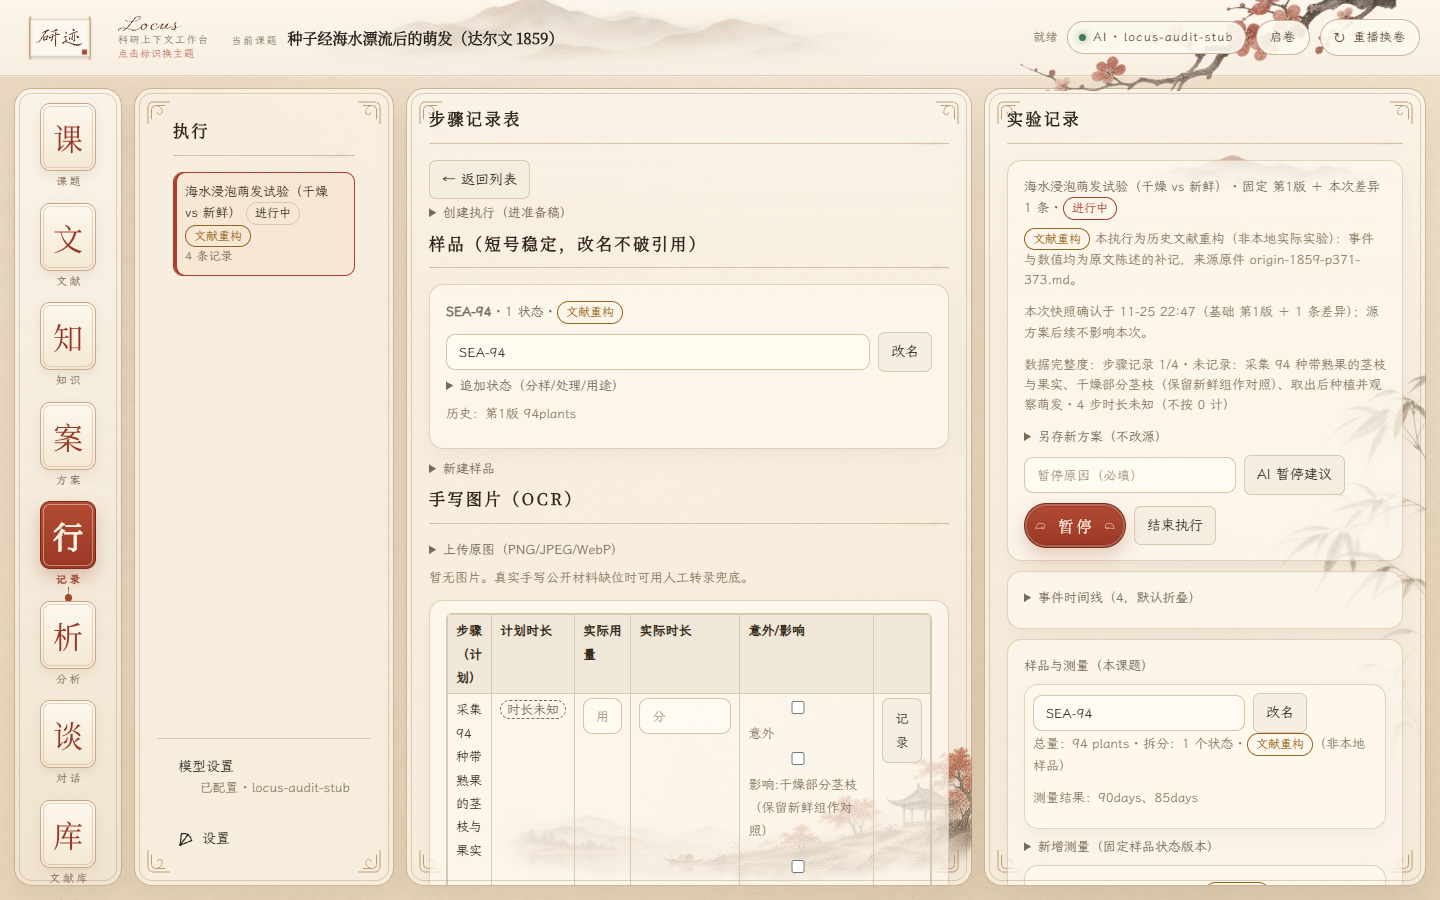 研迹
Locus
科研上下文工作台
点击标识换主题
当前课题 种子经海水漂流后的萌发（达尔文 1859）
就绪 AI · locus-audit-stub 启卷 ↻ 重播换卷
课
课题
文
文献
知
知识
案
方案
行
记录
析
分析
谈
对话
库
文献库
执行
海水浸泡萌发试验（干燥
vs 新鲜） 进行中
文献重构
4 条记录
模型设置
已配置 · locus-audit-stub
设置
步骤记录表
← 返回列表
▶ 创建执行（进准备稿）
样品（短号稳定，改名不破引用）
SEA-94 · 1 状态 · 文献重构
SEA-94 改名
▶ 追加状态（分样/处理/用途）
历史：第1版 94plants
▶ 新建样品
手写图片（OCR）
▶ 上传原图（PNG/JPEG/WebP）
暂无图片。真实手写公开材料缺位时可用人工转录兜底。
步骤（计划） 计划时长 实际用量 实际时长 意外/影响
采集
94
种带
熟果
的茎
枝与
果实
时长未知
用
分
意外
影响:干燥部分茎枝
（保留新鲜组作对
照）
记
录
实验记录
海水浸泡萌发试验（干燥 vs 新鲜） · 固定 第1版 + 本次差异
1 条 · 进行中
文献重构 本执行为历史文献重构（非本地实际实验）：事件
与数值均为原文陈述的补记，来源原件 origin-1859-p371-
373.md。
本次快照确认于 11-25 22:47（基础 第1版 + 1 条差异）；源
方案后续不影响本次。
数据完整度：步骤记录 1/4 · 未记录：采集 94 种带熟果的茎枝
与果实、干燥部分茎枝（保留新鲜组作对照）、取出后种植并观
察萌发 · 4 步时长未知（不按 0 计）
▶ 另存新方案（不改源）
暂停原因（必填） AI 暂停建议
暂停 结束执行
▶ 事件时间线（4，默认折叠）
样品与测量（本课题）
SEA-94 改名
总量：94 plants · 拆分：1 个状态 · 文献重构 （非本地
样品）
测量结果：90days、85days
▶ 新增测量（固定样品状态版本）